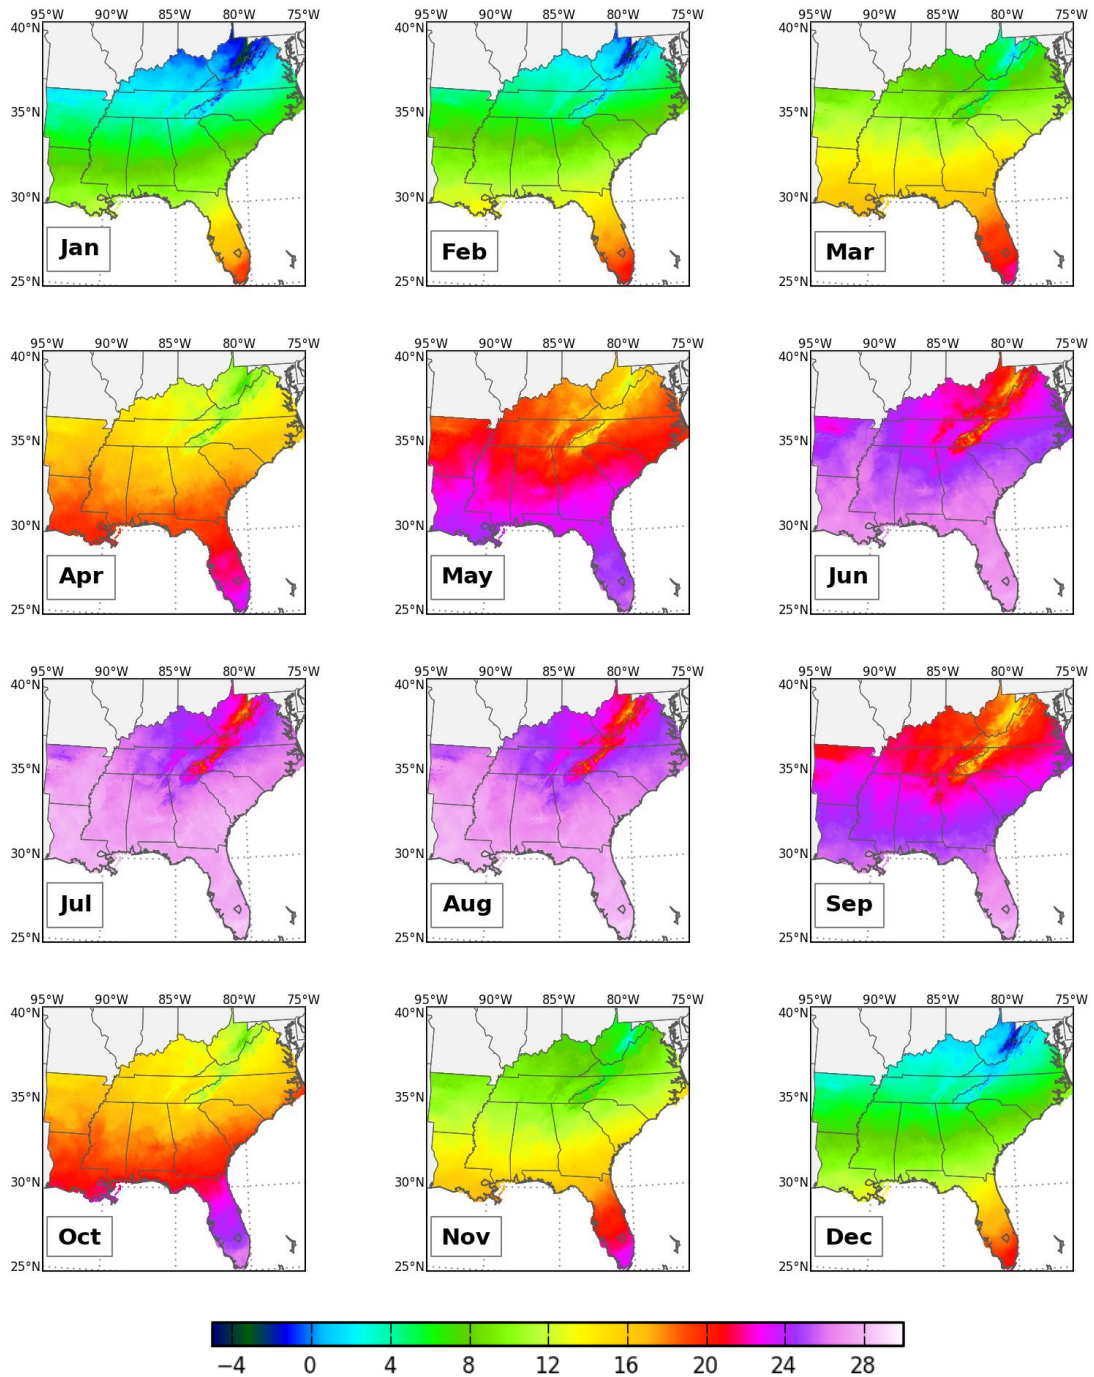 95°W 90°W 85°W 80°W 75°W 95°W 90°W 85°W 80°W 75°W 95°W 90°W 85°W 80°W 75°W
40°N 40°N 40°N
35°N 35°N 35°N
30°N 30°N 30°N
Jan Feb Mar
25°N 25°N 25°N
95°W 90°W 85°W 80°W 75°W 95°W 90°W 85°W 80°W 75°W 95°W 90°W 85°W 80°W 75°W
40°N 40°N 40°N
35°N 35°N 35°N
30°N 30°N 30°N
Apr May Jun
25°N 25°N 25°N
95°W 90°W 85°W 80°W 75°W 95°W 90°W 85°W 80°W 75°W 95°W 90°W 85°W 80°W 75°W
40°N 40°N 40°N
35°N 35°N 35°N
30°N 30°N 30°N
Jul Aug Sep
25°N 25°N 25°N
95°W 90°W 85°W 80°W 75°W 95°W 90°W 85°W 80°W 75°W 95°W 90°W 85°W 80°W 75°W
40°N 40°N 40°N
35°N 35°N 35°N
30°N 30°N 30°N
Oct Nov Dec
25°N 25°N 25°N
−4 0 4 8 12 16 20 24 28